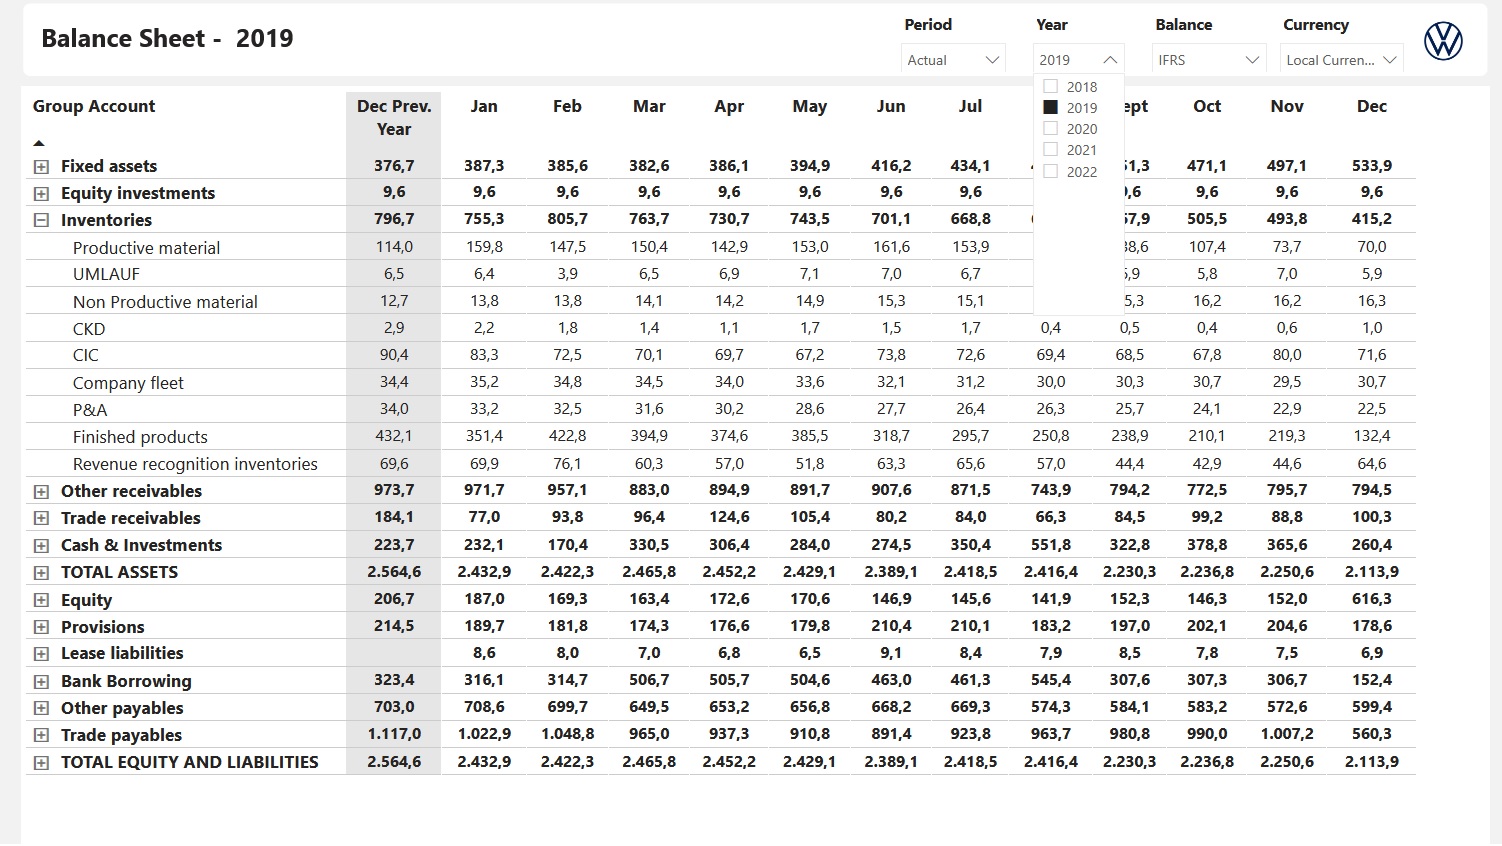 Balance Sheet - 2019
Period Year Balance Currency
Actual 2019 IFRS Local Curren...
2018
2019
2020
2021
2022
Group Account Dec Prev. Year Jan Feb Mar Apr May Jun Jul Oct Nov Dec
Fixed assets 376,7 387,3 385,6 382,6 386,1 394,9 416,2 434,1 471,1 497,1 533,9
Equity investments 9,6 9,6 9,6 9,6 9,6 9,6 9,6 9,6 9,6 9,6 9,6
Inventories 796,7 755,3 805,7 763,7 730,7 743,5 701,1 668,8 505,5 493,8 415,2
Productive material 114,0 159,8 147,5 150,4 142,9 153,0 161,6 153,9 107,4 73,7 70,0
UMLAUF 6,5 6,4 3,9 6,5 6,9 7,1 7,0 6,7 5,8 7,0 5,9
Non Productive material 12,7 13,8 13,8 14,1 14,2 14,9 15,3 15,1 16,2 16,2 16,3
CKD 2,9 2,2 1,8 1,4 1,1 1,7 1,5 1,7 0,4 0,5 0,4 0,6 1,0
CIC 90,4 83,3 72,5 70,1 69,7 67,2 73,8 72,6 69,4 68,5 67,8 80,0 71,6
Company fleet 34,4 35,2 34,8 34,5 34,0 33,6 32,1 31,2 30,0 30,3 30,7 29,5 30,7
P&A 34,0 33,2 32,5 31,6 30,2 28,6 27,7 26,4 26,3 25,7 24,1 22,9 22,5
Finished products 432,1 351,4 422,8 394,9 374,6 385,5 318,7 295,7 250,8 238,9 210,1 219,3 132,4
Revenue recognition inventories 69,6 69,9 76,1 60,3 57,0 51,8 63,3 65,6 57,0 44,4 42,9 44,6 64,6
Other receivables 973,7 971,7 957,1 883,0 894,9 891,7 907,6 871,5 743,9 794,2 772,5 795,7 794,5
Trade receivables 184,1 77,0 93,8 96,4 124,6 105,4 80,2 84,0 66,3 84,5 99,2 88,8 100,3
Cash & Investments 223,7 232,1 170,4 330,5 306,4 284,0 274,5 350,4 551,8 322,8 378,8 365,6 260,4
TOTAL ASSETS 2.564,6 2.432,9 2.422,3 2.465,8 2.452,2 2.429,1 2.389,1 2.418,5 2.416,4 2.230,3 2.236,8 2.250,6 2.113,9
Equity 206,7 187,0 169,3 163,4 172,6 170,6 146,9 145,6 141,9 152,3 146,3 152,0 616,3
Provisions 214,5 189,7 181,8 174,3 176,6 179,8 210,4 210,1 183,2 197,0 202,1 204,6 178,6
Lease liabilities 8,6 8,0 7,0 6,8 6,5 9,1 8,4 7,9 8,5 7,8 7,5 6,9
Bank Borrowing 323,4 316,1 314,7 506,7 505,7 504,6 463,0 461,3 545,4 307,6 307,3 306,7 152,4
Other payables 703,0 708,6 699,7 649,5 653,2 656,8 668,2 669,3 574,3 584,1 583,2 572,6 599,4
Trade payables 1.117,0 1.022,9 1.048,8 965,0 937,3 910,8 891,4 923,8 963,7 980,8 990,0 1.007,2 560,3
TOTAL EQUITY AND LIABILITIES 2.564,6 2.432,9 2.422,3 2.465,8 2.452,2 2.429,1 2.389,1 2.418,5 2.416,4 2.230,3 2.236,8 2.250,6 2.113,9